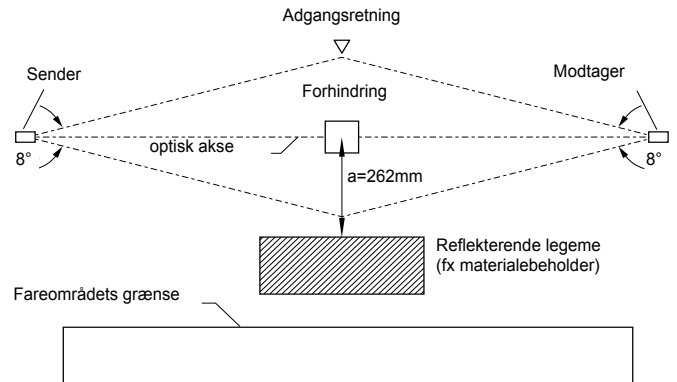 Adgangsretning
Sender
Modtager
Forhindring
optisk akse
8°
8°
a=262mm
Reflekterende legeme
(fx materialebeholder)
Fareområdets grænse